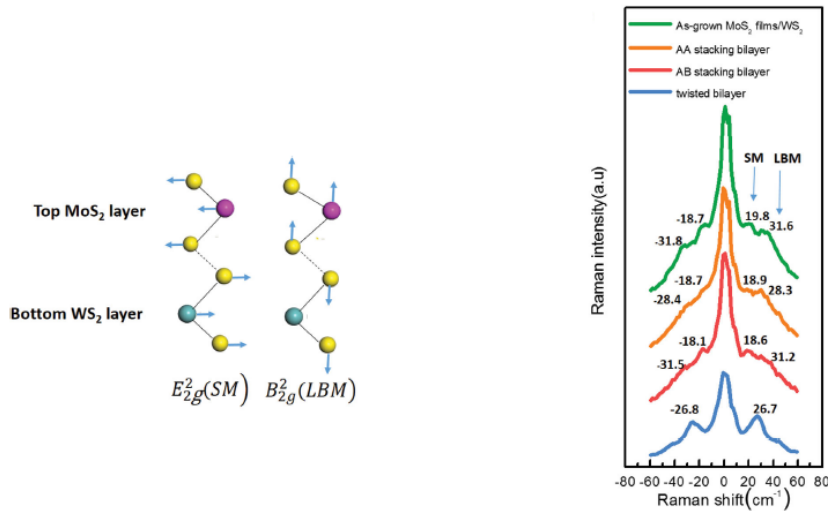 Top MoS₂ layer
Bottom WS₂ layer
E²₂g(SM)
B²₂g(LBM)
As-grown MoS₂ films/WS₂
AA stacking bilayer
AB stacking bilayer
twisted bilayer
SM LBM
-31.8 -18.7 19.8 31.6
-28.4 -18.7 18.9 28.3
-31.5 -18.1 18.6 31.2
-26.8 26.7
Raman intensity(a.u)
-80 -60 -40 -20 0 20 40 60 80
Raman shift(cm⁻¹)